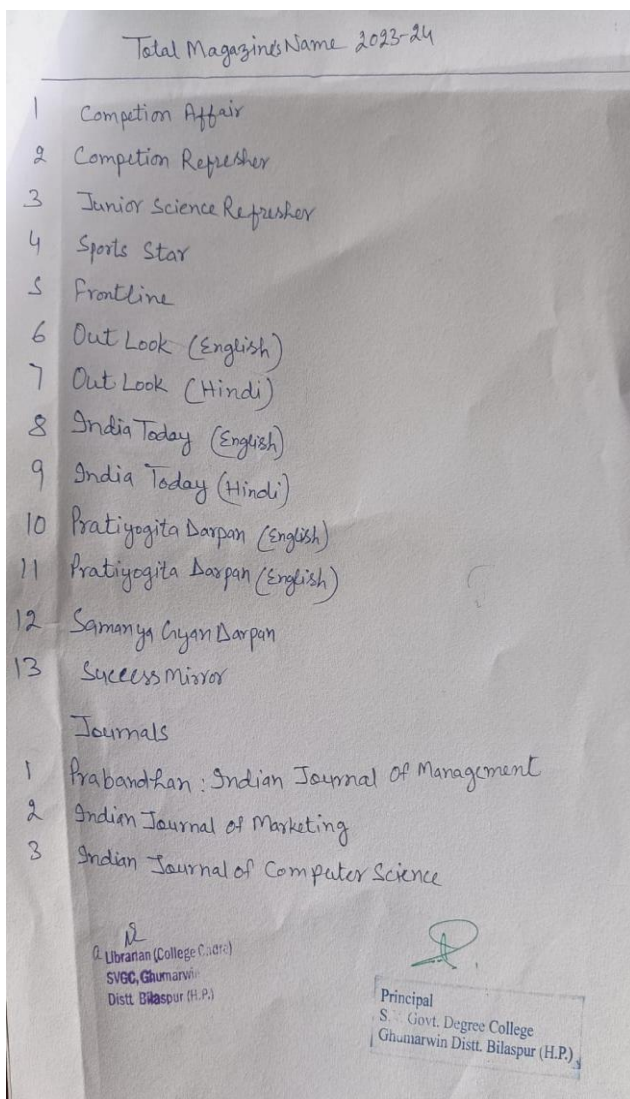 Total Magazines Name 2023-24
1 Competion Affair
2 Competion Refresher
3 Junior Science Refresher
4 Sports Star
5 Frontline
6 Out Look (English)
7 Out Look (Hindi)
8 India Today (English)
9 India Today (Hindi)
10 Pratiyogita Darpan (English)
11 Pratiyogita Darpan (English)
12 Samanya Gyan Darpan
13 Success Mirror
Journals
1 Prabandhan : Indian Journal of Management
2 Indian Journal of Marketing
3 Indian Journal of Computer Science
Librarian (College Cadre)
SVGC, Ghumarwin
Distt. Bilaspur (H.P.)
Principal
S. Govt. Degree College
Ghumarwin Distt. Bilaspur (H.P.)